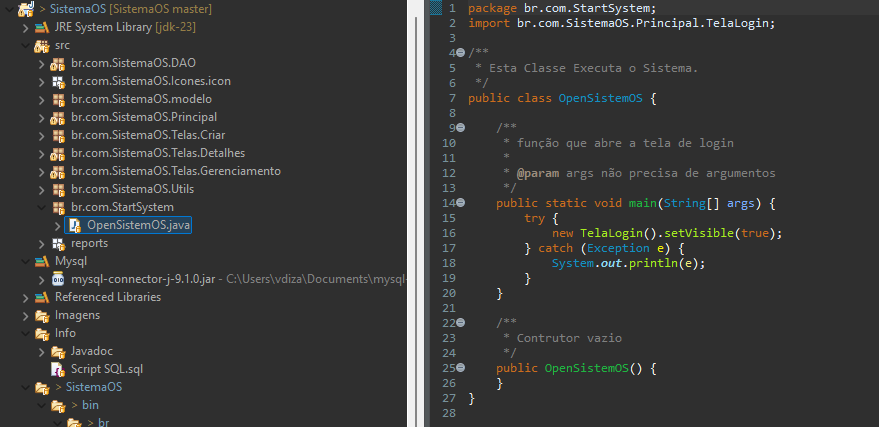 > SistemaOS [SistemaOS master]
JRE System Library [jdk-23]
src
br.com.SistemaOS.DAO
br.com.SistemaOS.Icones.icon
br.com.SistemaOS.modelo
br.com.SistemaOS.Principal
br.com.SistemaOS.Telas.Criar
br.com.SistemaOS.Telas.Detalhes
br.com.SistemaOS.Telas.Gerenciamento
br.com.SistemaOS.Utils
br.com.StartSystem
OpenSistemOS.java
reports
Mysql
mysql-connector-j-9.1.0.jar - C:\Users\vdiza\Documents\mysql-
Referenced Libraries
Imagens
Info
Javadoc
Script SQL.sql
> SistemaOS
> bin
> br
1 package br.com.StartSystem;
2 import br.com.SistemaOS.Principal.TelaLogin;
3
4 /**
5  * Esta Classe Executa o Sistema.
6  */
7 public class OpenSistemOS {
8
9     /**
10      * função que abre a tela de login
11      *
12      * @param args não precisa de argumentos
13      */
14     public static void main(String[] args) {
15         try {
16             new TelaLogin().setVisible(true);
17         } catch (Exception e) {
18             System.out.println(e);
19         }
20     }
21
22     /**
23      * Contrutor vazio
24      */
25     public OpenSistemOS() {
26     }
27 }
28